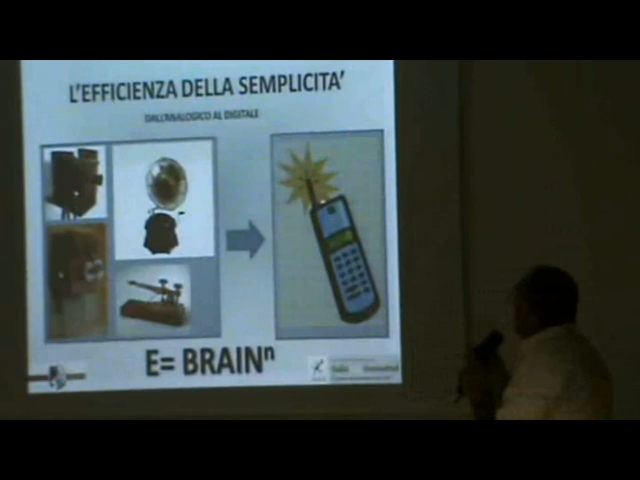 L'EFFICIENZA DELLA SEMPLICITA'
DALL'ANALOGICO AL DIGITALE
E= BRAINⁿ